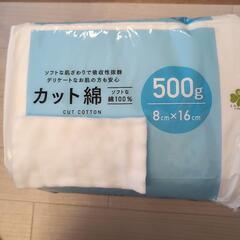 ソフトな肌ざわりで吸収性抜群
デリケートなお肌の方も安心
カット綿
ソフトな
綿100%
CUT COTTON
500g
8cm×16cm